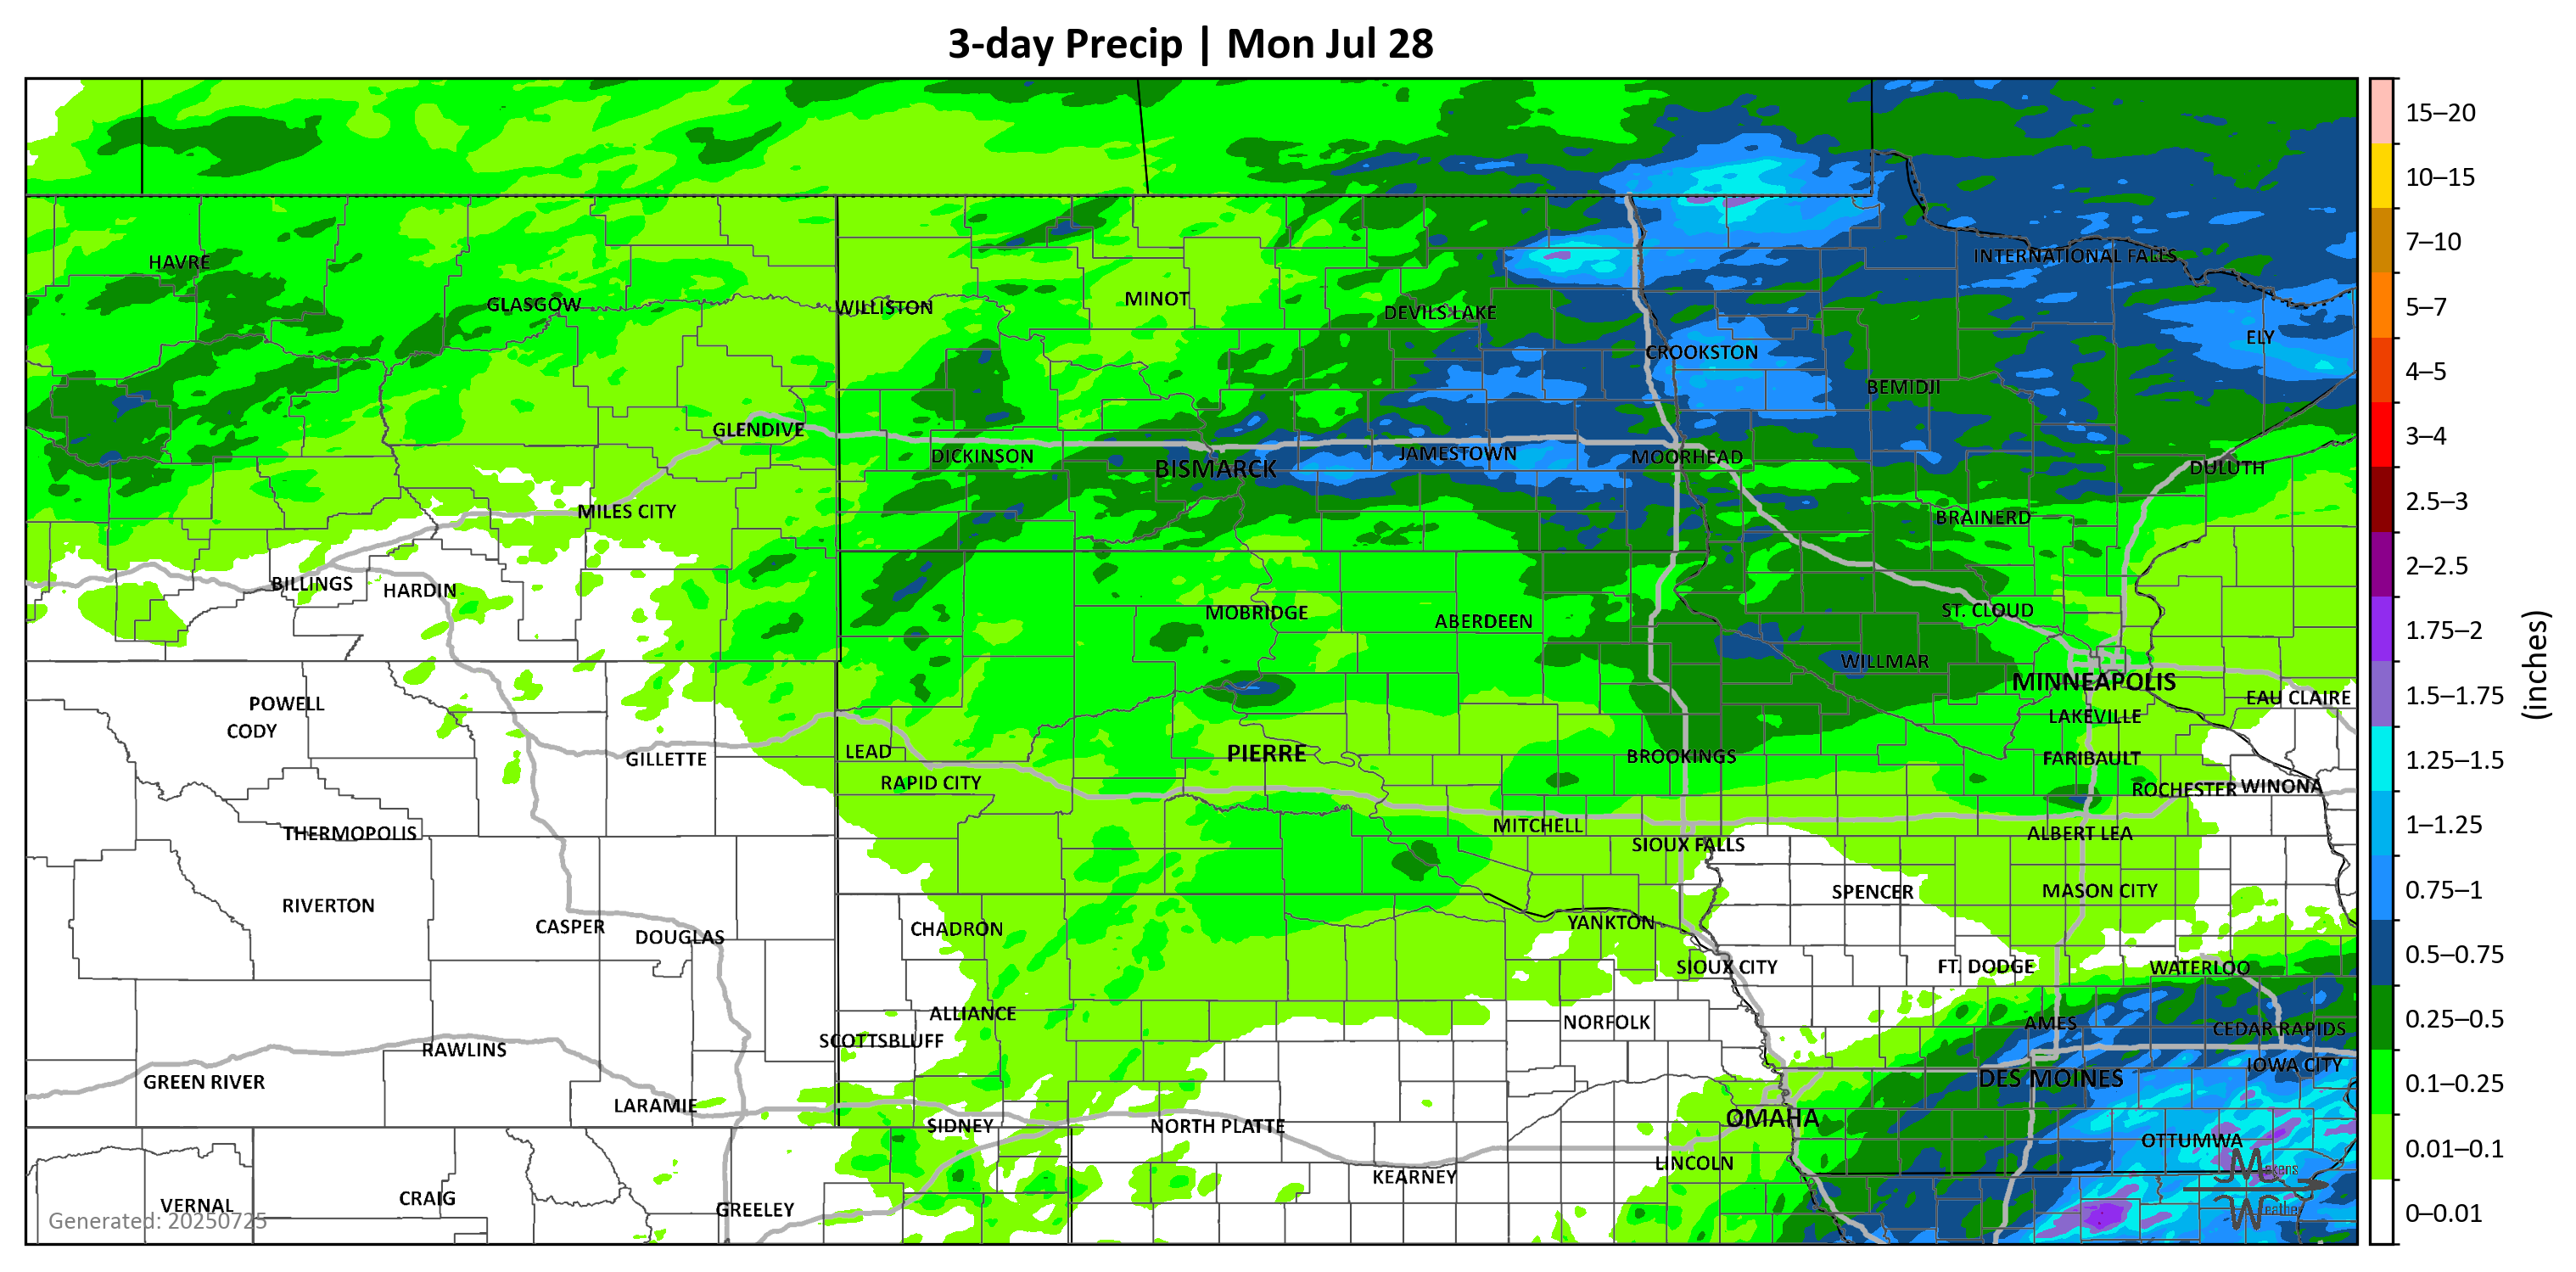 3-day Precip | Mon Jul 28
15–20
10–15
7–10
5–7
4–5
3–4
2.5–3
2–2.5
1.75–2
1.5–1.75
1.25–1.5
1–1.25
0.75–1
0.5–0.75
0.25–0.5
0.1–0.25
0.01–0.1
0–0.01
(inches)
HAVRE
INTERNATIONAL FALLS
GLASGOW
WILLISTON
MINOT
DEVILS LAKE
ELY
CROOKSTON
BEMIDJI
GLENDIVE
DICKINSON
BISMARCK
JAMESTOWN
MOORHEAD
DULUTH
MILES CITY
BRAINERD
BILLINGS
HARDIN
MOBRIDGE
ABERDEEN
ST. CLOUD
WILLMAR
MINNEAPOLIS
POWELL
EAU CLAIRE
CODY
LAKEVILLE
GILLETTE
LEAD
PIERRE
BROOKINGS
FARIBAULT
RAPID CITY
ROCHESTER
WINONA
THERMOPOLIS
MITCHELL
ALBERT LEA
SIOUX FALLS
RIVERTON
SPENCER
MASON CITY
CASPER
DOUGLAS
CHADRON
YANKTON
SIOUX CITY
FT. DODGE
WATERLOO
ALLIANCE
NORFOLK
AMES
CEDAR RAPIDS
SCOTTSBLUFF
RAWLINS
IOWA CITY
GREEN RIVER
DES MOINES
LARAMIE
SIDNEY
NORTH PLATTE
OMAHA
OTTUMWA
LINCOLN
KEARNEY
VERNAL
CRAIG
GREELEY
Makens
Weather
Generated: 20250725